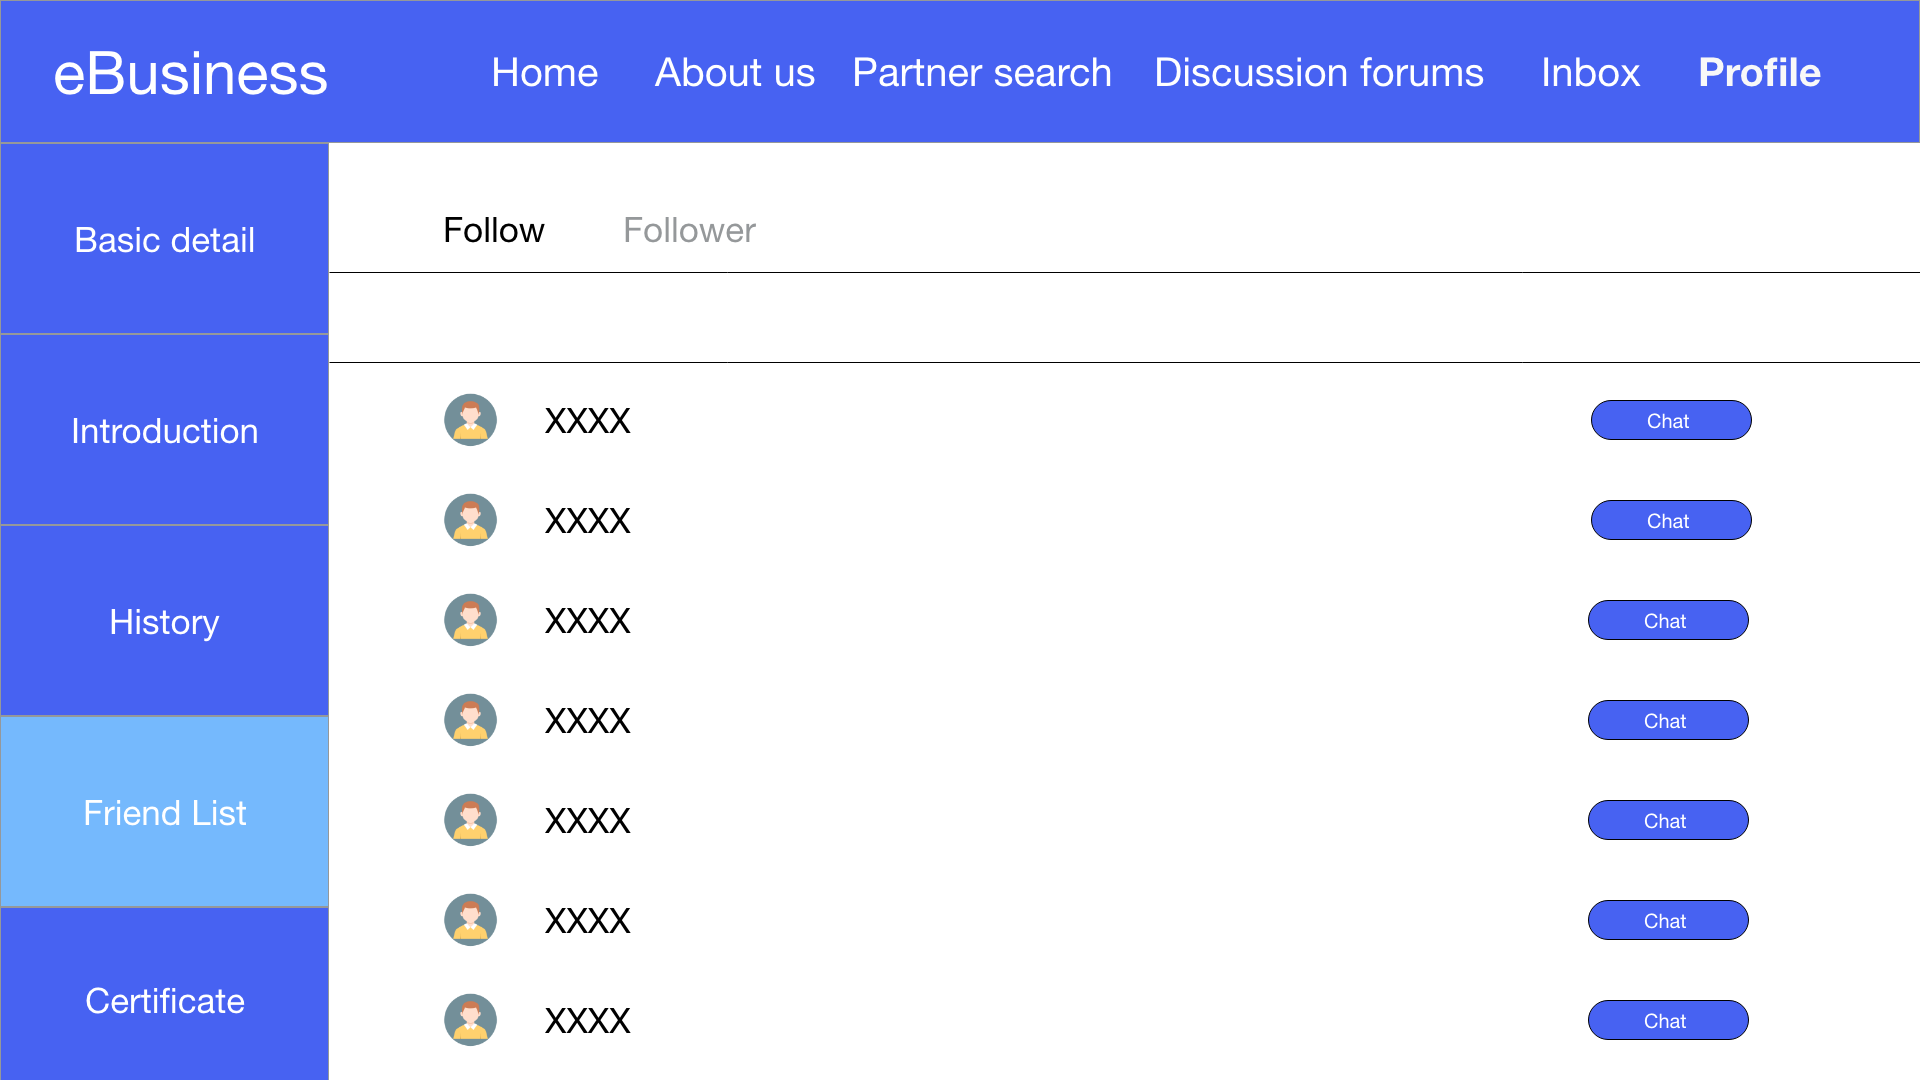 eBusiness Home About us Partner search Discussion forums Inbox Profile
Follow Follower
Basic detail
Introduction
History
Friend List
Certificate
XXXX Chat
XXXX Chat
XXXX Chat
XXXX Chat
XXXX Chat
XXXX Chat
XXXX Chat